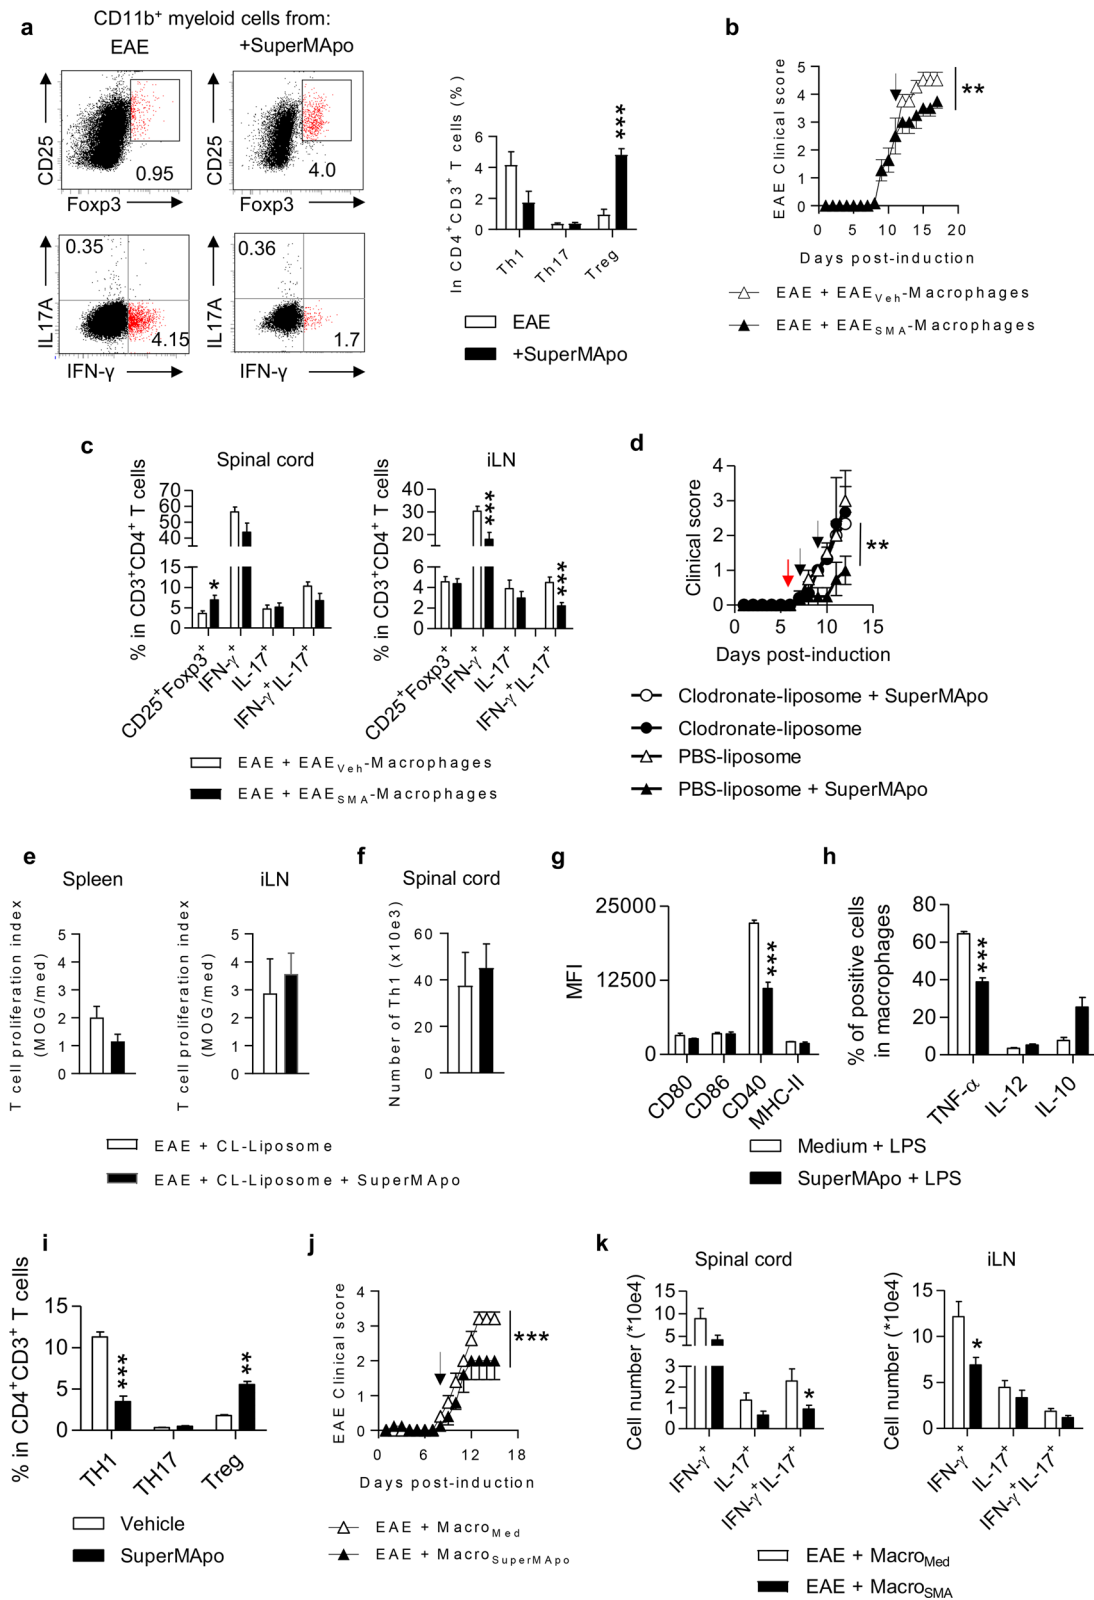 a
CD11b⁺ myeloid cells from:
EAE
+SuperMApo
CD25
0.95
4.0
Foxp3
Foxp3
CD25
0.35
0.36
IL17A
4.15
IL17A
1.7
IFN-γ
IFN-γ
In CD4⁺CD3⁺ T cells (%)
6
4
2
0
***
Th1
Th17
Treg
EAE
+SuperMApo
b
EAE Clinical score
5
4
3
2
1
0
**
0 5 10 15 20
Days post-induction
EAE + EAE_Veh-Macrophages
EAE + EAE_SMA-Macrophages
c
Spinal cord
% in CD3⁺CD4⁺ T cells
70
60
50
40
15
10
5
0
*
CD25⁺Foxp3⁺
IFN-γ⁺
IL-17⁺
IFN-γ⁺IL-17⁺
iLN
% in CD3⁺CD4⁺ T cells
40
30
20
10
6
4
2
0
***
***
CD25⁺Foxp3⁺
IFN-γ⁺
IL-17⁺
IFN-γ⁺IL-17⁺
EAE + EAE_Veh-Macrophages
EAE + EAE_SMA-Macrophages
d
Clinical score
4
3
2
1
0
**
0 5 10 15
Days post-induction
Clodronate-liposome + SuperMApo
Clodronate-liposome
PBS-liposome
PBS-liposome + SuperMApo
e
Spleen
T cell proliferation index
(MOG/med)
5
4
3
2
1
0
iLN
T cell proliferation index
(MOG/med)
5
4
3
2
1
0
f
Spinal cord
Number of Th1 (x10e3)
60
40
20
0
EAE + CL-Liposome
EAE + CL-Liposome + SuperMApo
g
MFI
25000
12500
0
***
CD80
CD86
CD40
MHC-II
h
% of positive cells
in macrophages
80
60
40
20
0
***
TNF-α
IL-12
IL-10
Medium + LPS
SuperMApo + LPS
i
% in CD4⁺CD3⁺ T cells
15
10
5
0
***
**
TH1
TH17
Treg
Vehicle
SuperMApo
j
EAE Clinical score
4
3
2
1
0
***
0 6 12 18
Days post-induction
EAE + Macro_Med
EAE + Macro_SuperMApo
k
Spinal cord
Cell number (*10e4)
15
10
5
3
2
1
0
*
IFN-γ⁺
IL-17⁺
IFN-γ⁺IL-17⁺
iLN
Cell number (*10e4)
15
10
5
0
*
IFN-γ⁺
IL-17⁺
IFN-γ⁺IL-17⁺
EAE + Macro_Med
EAE + Macro_SMA